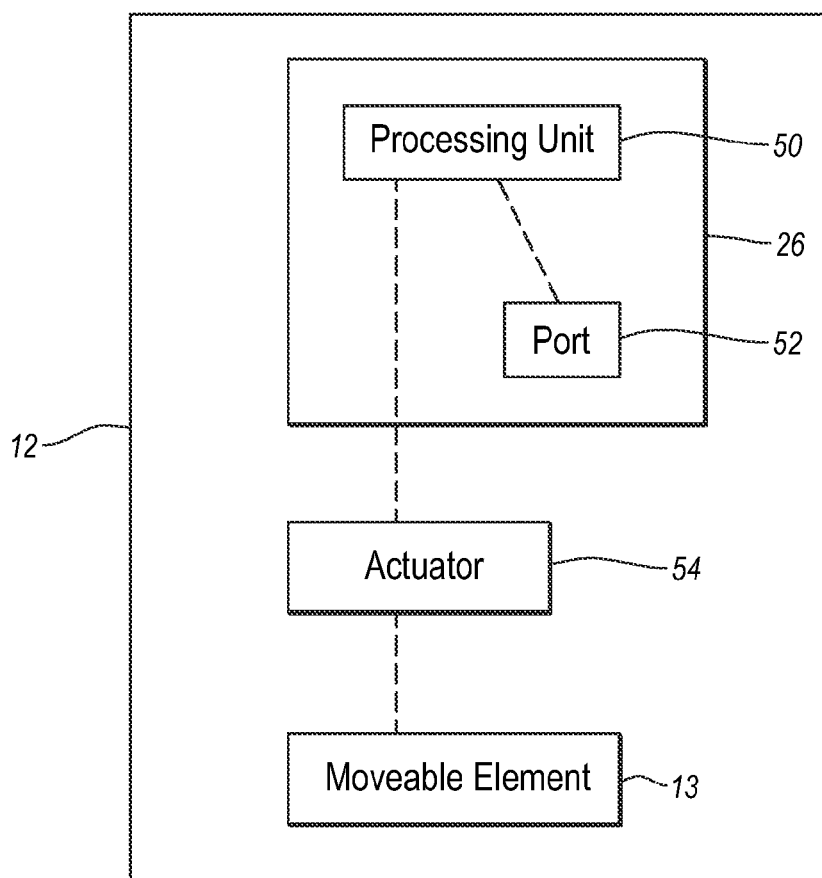 Processing Unit
50
26
Port
52
12
Actuator
54
Moveable Element
13